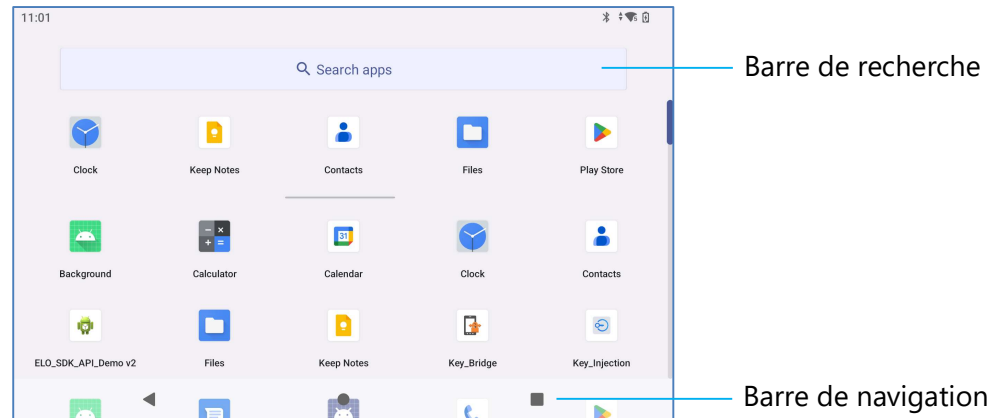 11:01
Search apps
Barre de recherche
Clock Keep Notes Contacts Files Play Store
31
Background Calculator Calendar Clock Contacts
ELO_SDK_API_Demo v2 Files Keep Notes Key_Bridge Key_Injection
Barre de navigation